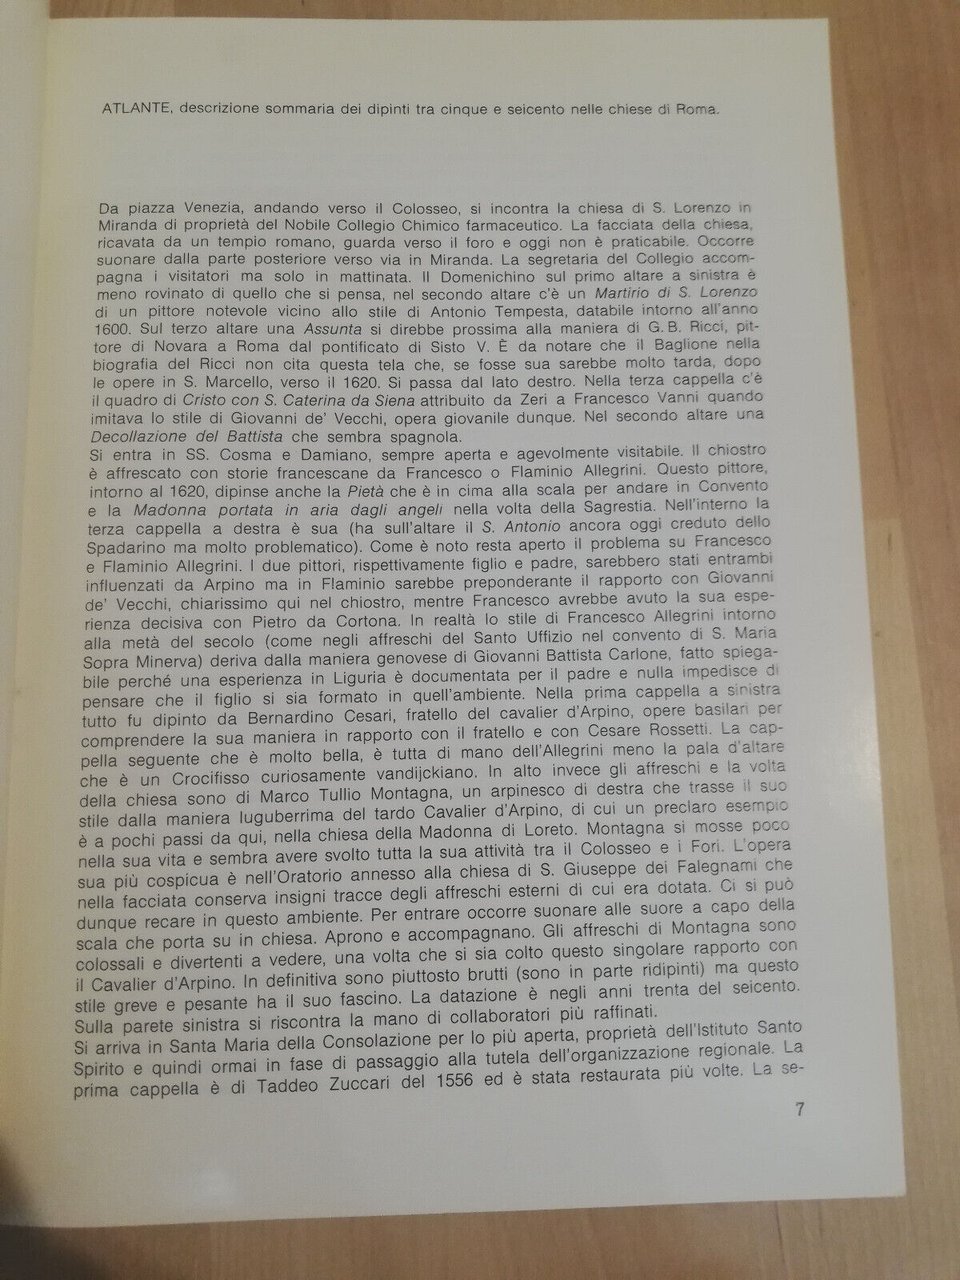 ATLANTE, descrizione sommaria dei dipinti tra cinque e seicento nelle chiese di Roma.
Da piazza Venezia, andando verso il Colosseo, si incontra la chiesa di S. Lorenzo in
Miranda di proprietà del Nobile Collegio Chimico farmaceutico. La facciata della chiesa,
ricavata da un tempio romano, guarda verso il foro e oggi non è praticabile. Occorre
suonare dalla parte posteriore verso via in Miranda. La segretaria del Collegio accom-
pagna i visitatori ma solo in mattinata. Il Domenichino sul primo altare a sinistra è
meno rovinato di quello che si pensa, nel secondo altare c'è un Martirio di S. Lorenzo
di un pittore notevole vicino allo stile di Antonio Tempesta, databile intorno all'anno
1600. Sul terzo altare una Assunta si direbbe prossima alla maniera di G.B. Ricci, pit-
tore di Novara a Roma dal pontificato di Sisto V. È da notare che il Baglione nella
biografia del Ricci non cita questa tela che, se fosse sua sarebbe molto tarda, dopo
le opere in S. Marcello, verso il 1620. Si passa dal lato destro. Nella terza cappella c'è
il quadro di Cristo con S. Caterina da Siena attribuito da Zeri a Francesco Vanni quando
imitava lo stile di Giovanni de' Vecchi, opera giovanile dunque. Nel secondo altare una
Decollazione del Battista che sembra spagnola.
Si entra in SS. Cosma e Damiano, sempre aperta e agevolmente visitabile. Il chiostro
è affrescato con storie francescane da Francesco o Flaminio Allegrini. Questo pittore,
intorno al 1620, dipinse anche la Pietà che è in cima alla scala per andare in Convento
e la Madonna portata in aria dagli angeli nella volta della Sagrestia. Nell'interno la
terza cappella a destra è sua (ha sull'altare il S. Antonio ancora oggi creduto dello
Spadarino ma molto problematico). Come è noto resta aperto il problema su Francesco
e Flaminio Allegrini. I due pittori, rispettivamente figlio e padre, sarebbero stati entrambi
influenzati da Arpino ma in Flaminio sarebbe preponderante il rapporto con Giovanni
de' Vecchi, chiarissimo qui nel chiostro, mentre Francesco avrebbe avuto la sua espe-
rienza decisiva con Pietro da Cortona. In realtà lo stile di Francesco Allegrini intorno
alla metà del secolo (come negli affreschi del Santo Uffizio nel convento di S. Maria
Sopra Minerva) deriva dalla maniera genovese di Giovanni Battista Carlone, fatto spiega-
bile perché una esperienza in Liguria è documentata per il padre e nulla impedisce di
pensare che il figlio si sia formato in quell'ambiente. Nella prima cappella a sinistra
tutto fu dipinto da Bernardino Cesari, fratello del cavalier d'Arpino, opere basilari per
comprendere la sua maniera in rapporto con il fratello e con Cesare Rossetti. La cap-
pella seguente che è molto bella, è tutta di mano dell'Allegrini meno la pala d'altare
che è un Crocifisso curiosamente vandijckiano. In alto invece gli affreschi e la volta
della chiesa sono di Marco Tullio Montagna, un arpinesco di destra che trasse il suo
stile dalla maniera luguberrima del tardo Cavalier d'Arpino, di cui un preclaro esempio
è a pochi passi da qui, nella chiesa della Madonna di Loreto. Montagna si mosse poco
nella sua vita e sembra avere svolto tutta la sua attività tra il Colosseo e i Fori. L'opera
sua più cospicua è nell'Oratorio annesso alla chiesa di S. Giuseppe dei Falegnami che
nella facciata conserva insigni tracce degli affreschi esterni di cui era dotata. Ci si può
dunque recare in questo ambiente. Per entrare occorre suonare alle suore a capo della
scala che porta su in chiesa. Aprono e accompagnano. Gli affreschi di Montagna sono
colossali e divertenti a vedere, una volta che si sia colto questo singolare rapporto con
il Cavalier d'Arpino. In definitiva sono piuttosto brutti (sono in parte ridipinti) ma questo
stile greve e pesante ha il suo fascino. La datazione è negli anni trenta del seicento.
Sulla parete sinistra si riscontra la mano di collaboratori più raffinati.
Si arriva in Santa Maria della Consolazione per lo più aperta, proprietà dell'Istituto Santo
Spirito e quindi ormai in fase di passaggio alla tutela dell'organizzazione regionale. La
prima cappella è di Taddeo Zuccari del 1556 ed è stata restaurata più volte. La se-
7